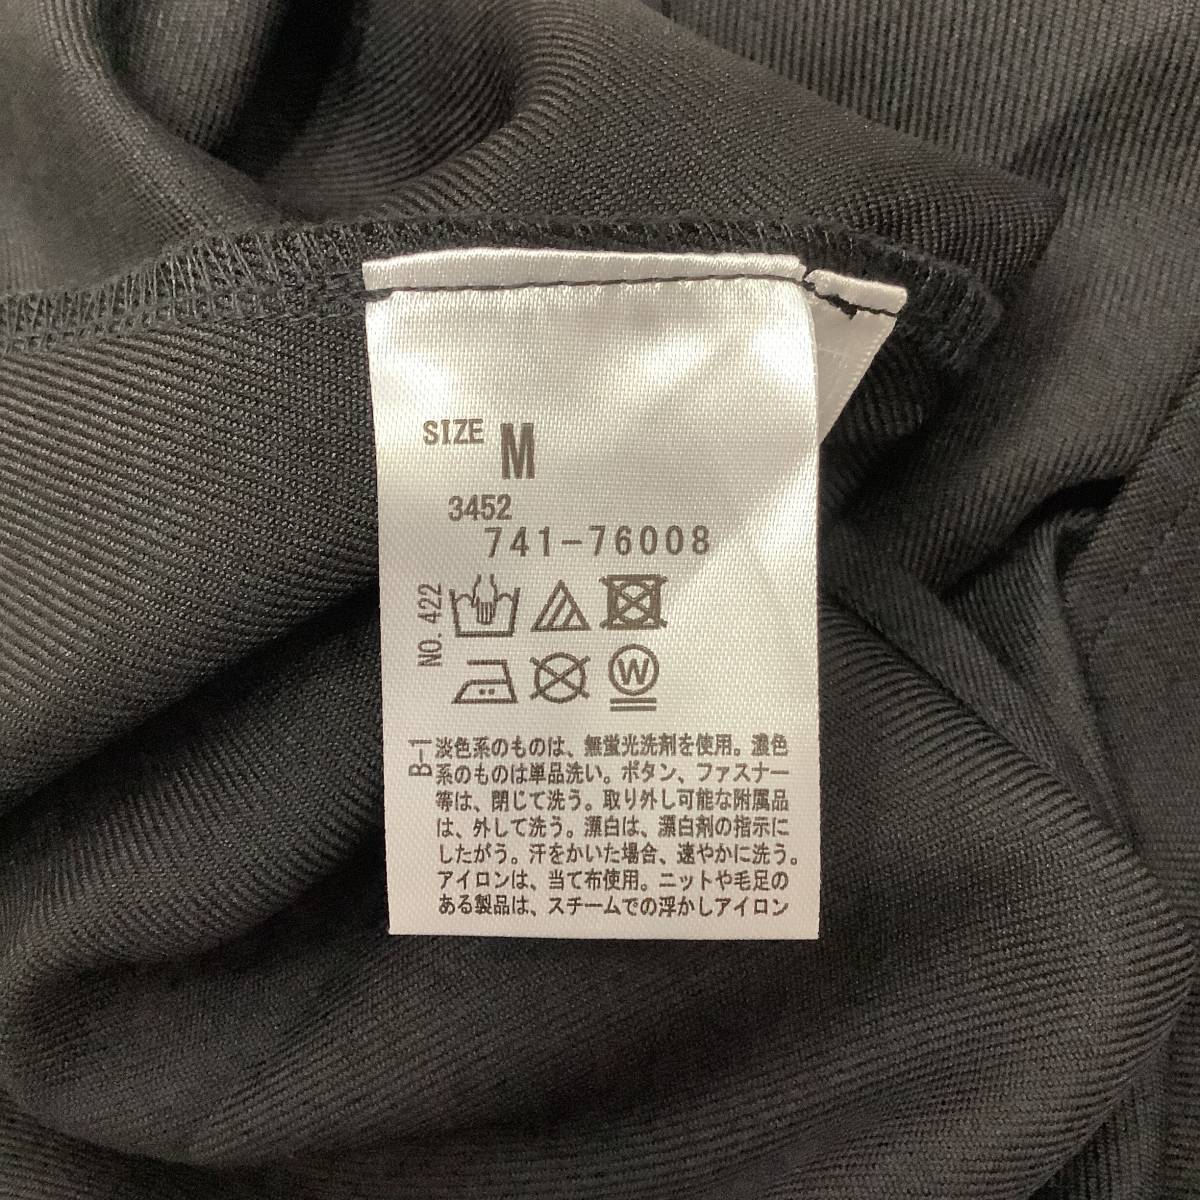 SIZE M
3452
741-76008
NO. 422
W
B-1
淡色系のものは、無蛍光洗剤を使用。濃色
系のものは単品洗い。ボタン、ファスナー
等は、閉じて洗う。取り外し可能な附属品
は、外して洗う。漂白は、漂白剤の指示に
したがう。汗をかいた場合、速やかに洗う。
アイロンは、当て布使用。ニットや毛足の
ある製品は、スチームでの浮かしアイロン